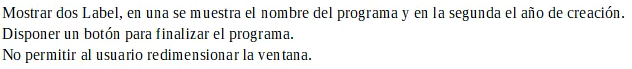 Mostrar dos Label, en una se muestra el nombre del programa y en la segunda el año de creación.
Disponer un botón para finalizar el programa.
No permitir al usuario redimensionar la ventana.